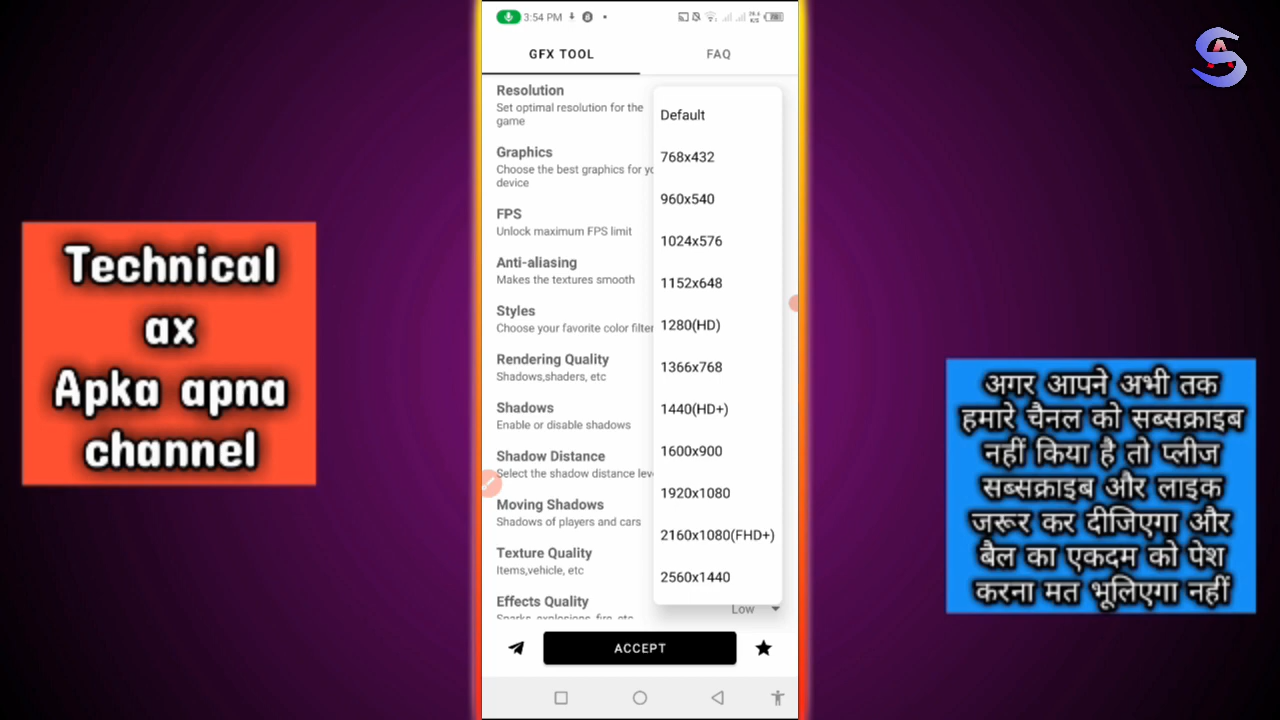 3:54 PM
GFX TOOL
FAQ
Resolution
Set optimal resolution for the
game
Graphics
Choose the best graphics for yo
device
FPS
Unlock maximum FPS limit
Anti-aliasing
Makes the textures smooth
Styles
Choose your favorite color filter
Rendering Quality
Shadows,shaders, etc
Shadows
Enable or disable shadows
Shadow Distance
Select the shadow distance leve
Moving Shadows
Shadows of players and cars
Texture Quality
Items,vehicle, etc
Effects Quality
Sparks, explosions, fire, etc
Low
Default
768x432
960x540
1024x576
1152x648
1280(HD)
1366x768
1440(HD+)
1600x900
1920x1080
2160x1080(FHD+)
2560x1440
ACCEPT
Technical
ax
Apka apna
channel
अगर आपने अभी तक
हमारे चैनल को सब्सक्राइब
नहीं किया है तो प्लीज
सब्सक्राइब और लाइक
जरूर कर दीजिएगा और
बैल का एकदम को पेश
करना मत भूलिएगा नहीं